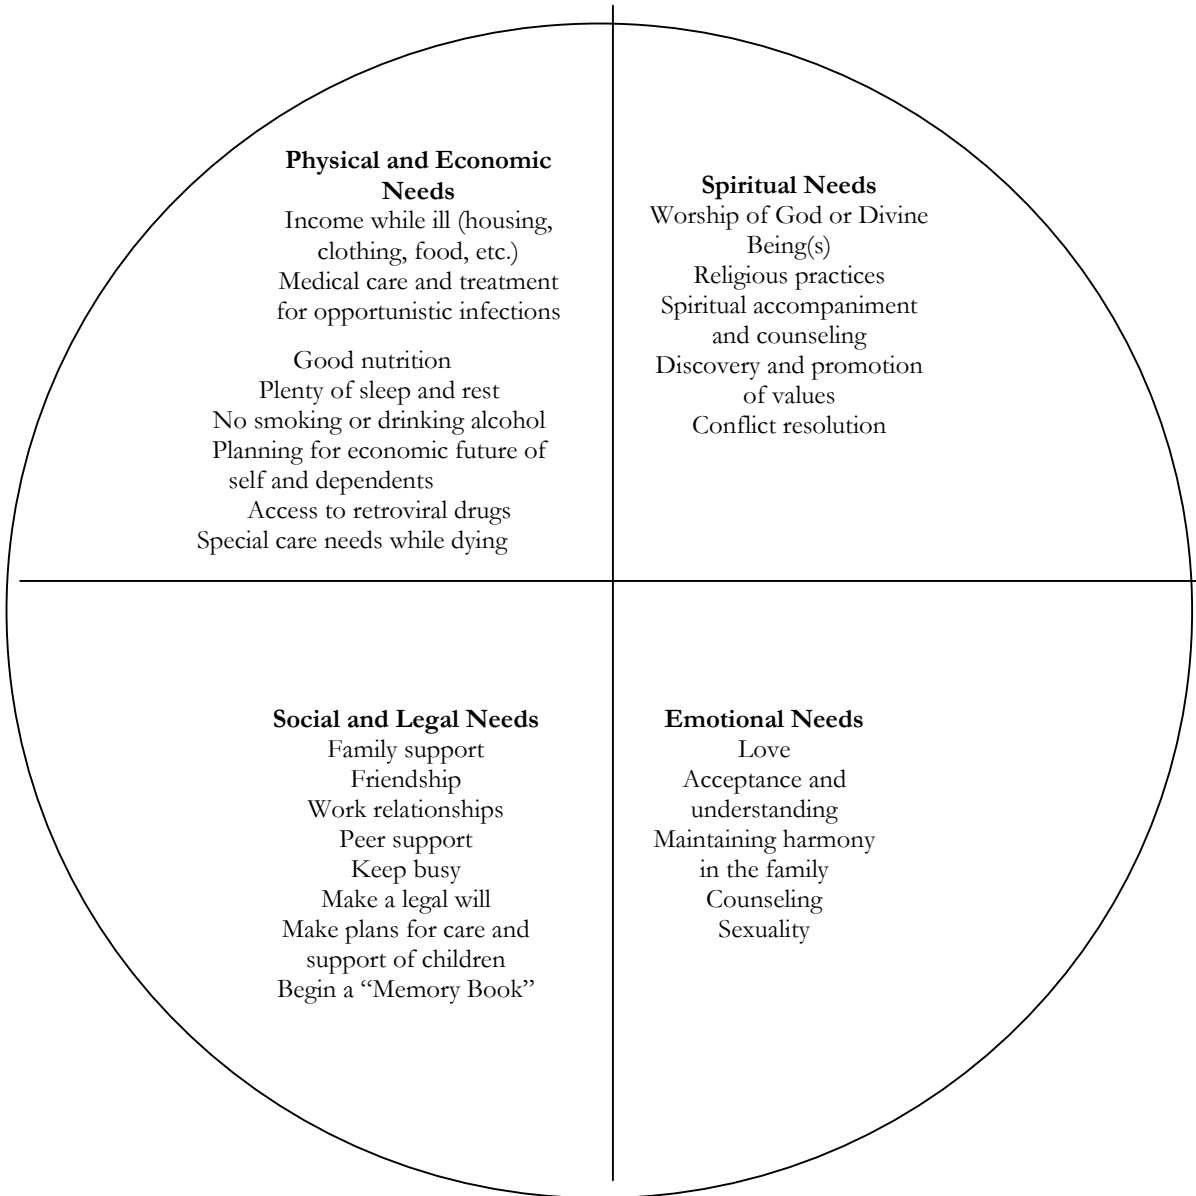 Physical and Economic
Needs
Income while ill (housing,
clothing, food, etc.)
Medical care and treatment
for opportunistic infections
Good nutrition
Plenty of sleep and rest
No smoking or drinking alcohol
Planning for economic future of
self and dependents
Access to retroviral drugs
Special care needs while dying
Spiritual Needs
Worship of God or Divine
Being(s)
Religious practices
Spiritual accompaniment
and counseling
Discovery and promotion
of values
Conflict resolution
Social and Legal Needs
Family support
Friendship
Work relationships
Peer support
Keep busy
Make a legal will
Make plans for care and
support of children
Begin a “Memory Book”
Emotional Needs
Love
Acceptance and
understanding
Maintaining harmony
in the family
Counseling
Sexuality